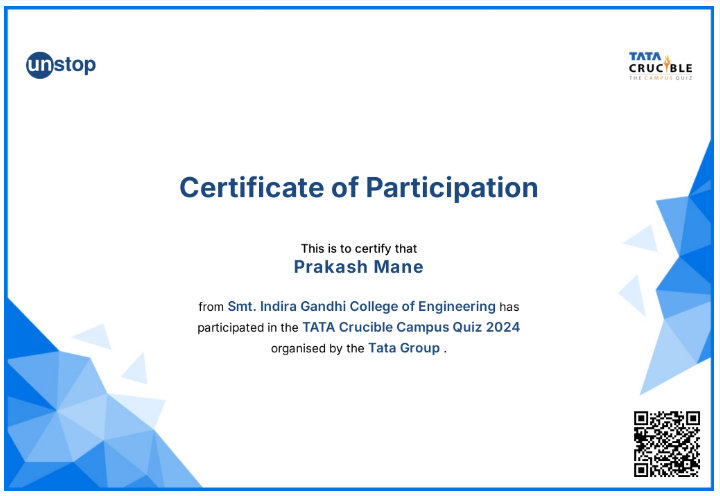 unstop
TATA
CRUCIBLE
THE CAMPUS QUIZ
Certificate of Participation
This is to certify that
Prakash Mane
from Smt. Indira Gandhi College of Engineering has
participated in the TATA Crucible Campus Quiz 2024
organised by the Tata Group .